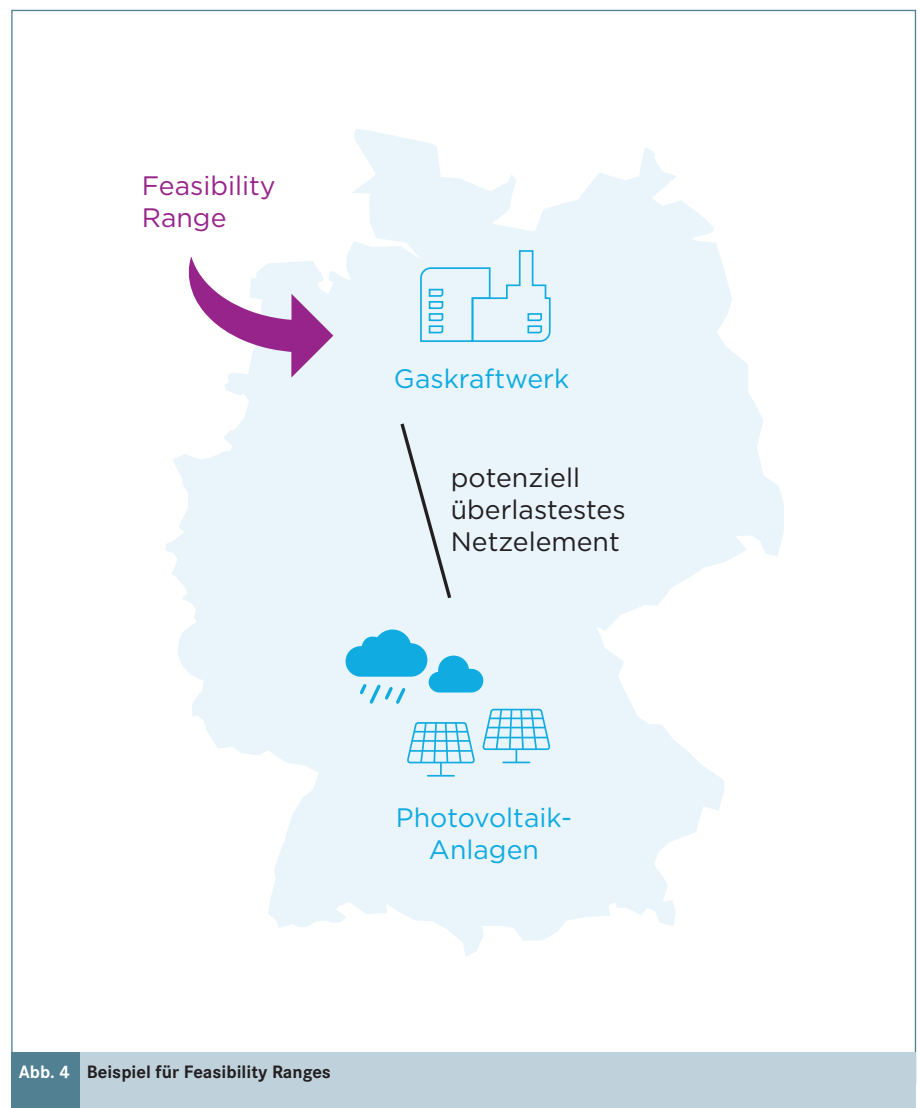 Feasibility
Range
Gaskraftwerk
potenziell
überlastestes
Netzelement
Photovoltaik-
Anlagen
Abb. 4 Beispiel für Feasibility Ranges